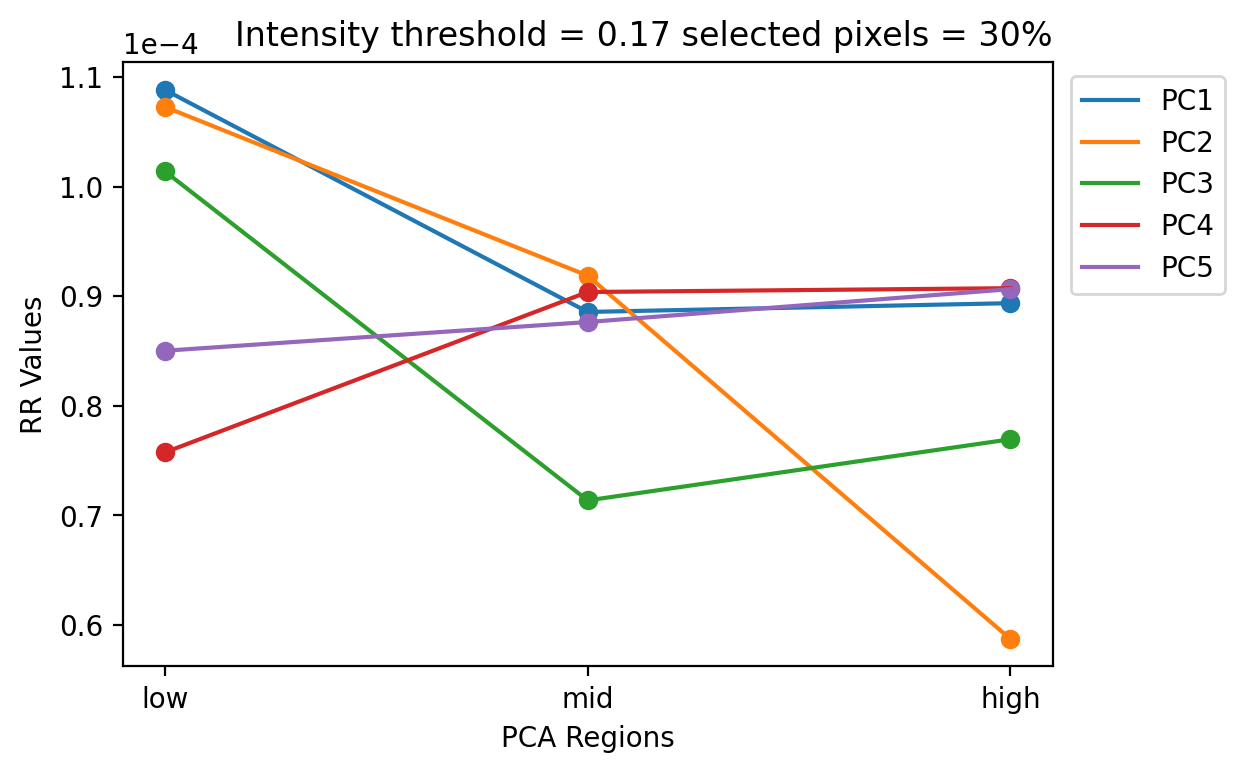 Intensity threshold = 0.17 selected pixels = 30%
1e−4
1.1
1.0
0.9
0.8
0.7
0.6
RR Values
low
mid
high
PCA Regions
PC1
PC2
PC3
PC4
PC5